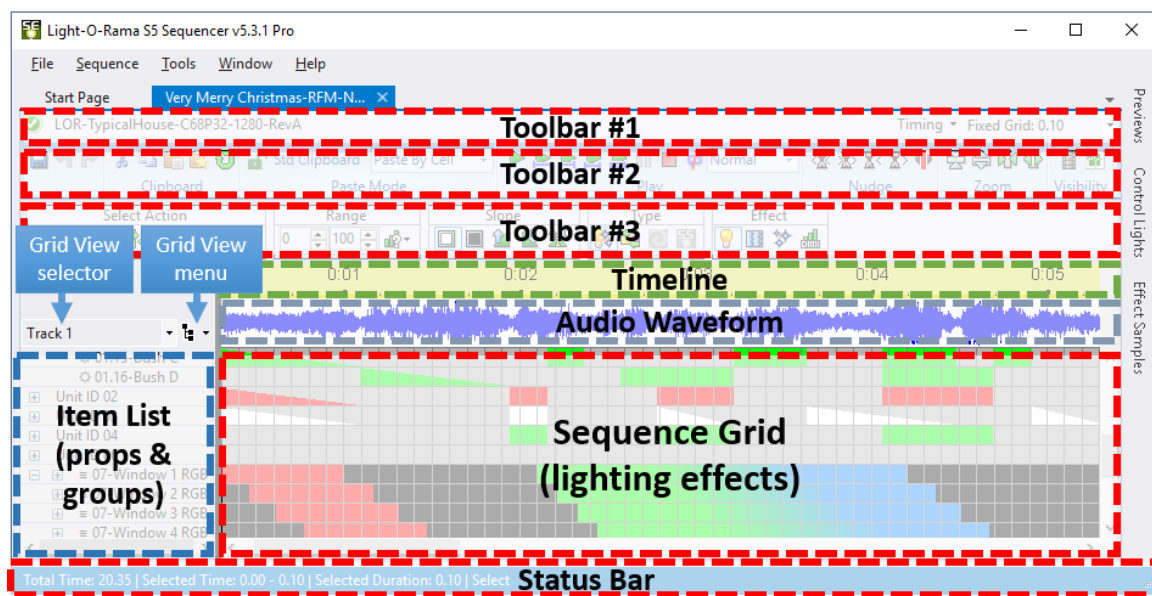 Light-O-Rama S5 Sequencer v5.3.1 Pro
File Sequence Tools Window Help
Start Page Very Merry Christmas-RFM-N...
LOR-TypicalHouse-C68P32-1280-RevA Toolbar #1 Timing Fixed Grid: 0.10
Std Clipboard Paste By Cell Toolbar #2 Normal
Clipboard Paste Mode Play Nudge Zoom Visibility
Select Action Range Slope Type Effect
0 100 Toolbar #3
Grid View selector
Grid View menu
0:01 0:02 0:04 0:05
Timeline
Track 1
Audio Waveform
01.16-Bush D
Unit ID 02
Unit ID 04
07-Window 1 RGB
07-Window 2 RGB
07-Window 3 RGB
07-Window 4 RGB
Item List
(props &
groups)
Sequence Grid
(lighting effects)
Total Time: 20.35 | Selected Time: 0.00 - 0.10 | Selected Duration: 0.10 | Select
Status Bar
Previews
Control Lights
Effect Samples